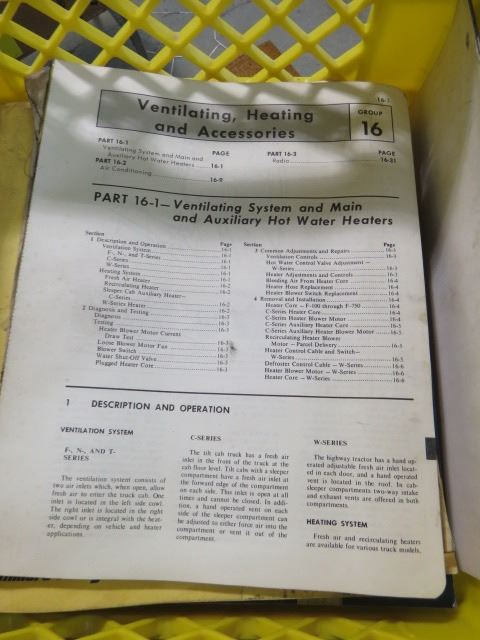 16-1
Ventilating, Heating
and Accessories
GROUP
16
PART 16-1 PAGE
Ventilating System and Main and
Auxiliary Hot Water Heaters 16-1
PART 16-2
Air Conditioning 16-9
PART 16-3 PAGE
Radio 16-31
PART 16-1—Ventilating System and Main
and Auxiliary Hot Water Heaters
Section Page
1 Description and Operation 16-1
Ventilation System 16-1
F-, N-, and T-Series 16-1
C-Series 16-1
W-Series 16-1
Heating System 16-1
Fresh Air Heater 16-1
Recirculating Heater 16-2
Sleeper Cab Auxiliary Heater—
C-Series 16-2
W-Series Heater 16-2
2 Diagnosis and Testing 16-3
Diagnosis 16-3
Testing 16-3
Heater Blower Motor Current
Draw Test 16-3
Loose Blower Motor Fan 16-3
Blower Switch 16-3
Water Shut-Off Valve 16-3
Plugged Heater Core 16-3
Section Page
3 Common Adjustments and Repairs 16-3
Ventilation Controls 16-3
Hot Water Control Valve Adjustment—
W-Series 16-3
Heater Adjustments and Controls 16-3
Bleeding Air From Heater Core 16-4
Heater Hose Replacement 16-4
Heater Blower Switch Replacement 16-4
4 Removal and Installation 16-4
Heater Core — F-100 through F-750 16-4
C-Series Heater Core 16-4
C-Series Heater Blower Motor 16-4
C-Series Auxiliary Heater Core 16-5
C-Series Auxiliary Heater Blower Motor 16-5
Recirculating Heater Blower
Motor — Parcel Delivery 16-5
Heater Control Cable and Switch—
W-Series 16-5
Defroster Control Cable — W-Series 16-6
Heater Blower Motor — W-Series 16-6
Heater Core — W-Series 16-6
1 DESCRIPTION AND OPERATION
VENTILATION SYSTEM
F-, N-, AND T-
SERIES
The ventilation system consists of
two air inlets which, when open, allow
fresh air to enter the truck cab. One
inlet is located in the left side cowl.
The right inlet is located in the right
side cowl or is integral with the heat-
er, depending on vehicle and heater
applications.
C-SERIES
The tilt cab truck has a fresh air
inlet in the front of the truck at the
cab floor level. Tilt cabs with a sleeper
compartment have a fresh air inlet at
the forward edge of the compartment
on each side. This inlet is open at all
times and cannot be closed. In addi-
tion, a hand operated vent on each
side of the sleeper compartment can
be adjusted to either force air into the
compartment or vent it out of the
compartment.
W-SERIES
The highway tractor has a hand op-
erated adjustable fresh air inlet locat-
ed in each door, and a hand operated
vent is located in the roof. In cab-
sleeper compartments two-way intake
and exhaust vents are offered in both
compartments.
HEATING SYSTEM
Fresh air and recirculating heaters
are available for various truck models,